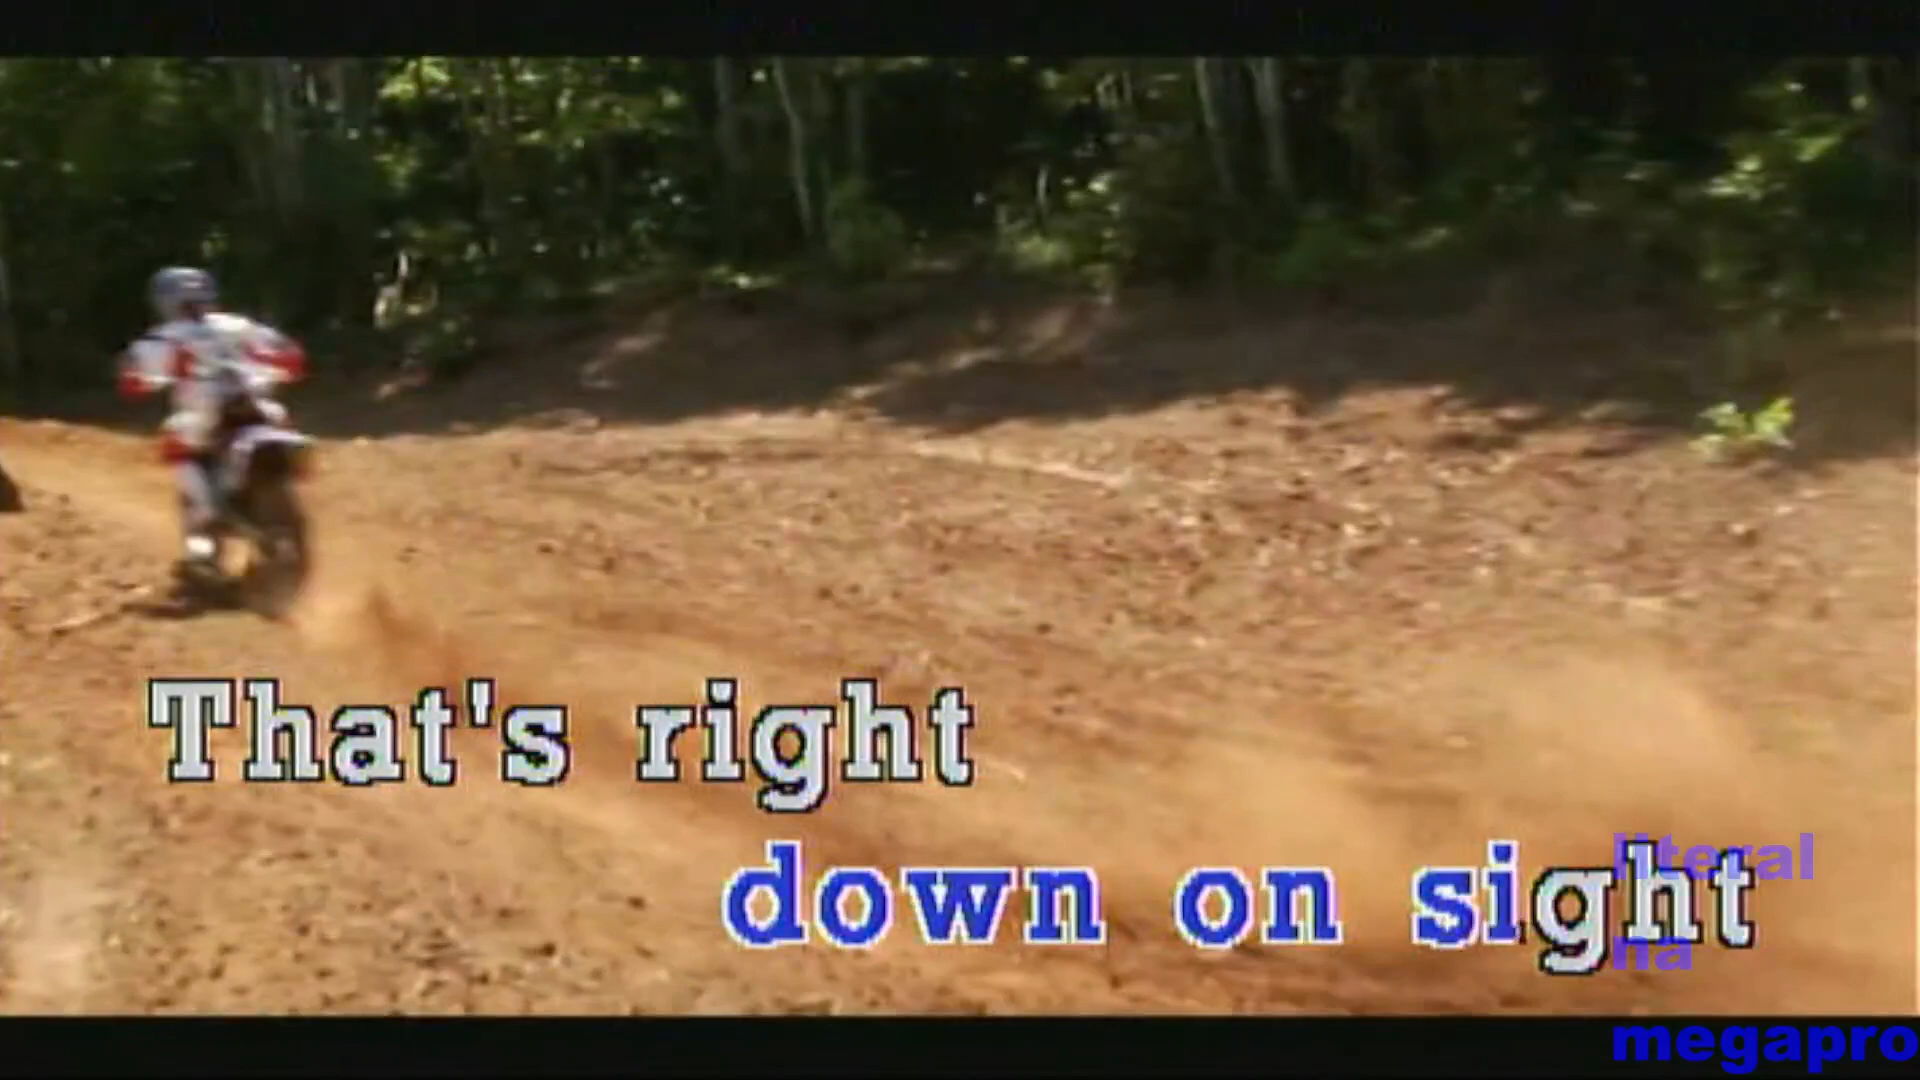 That's right
down on sight
literal
na
megapro